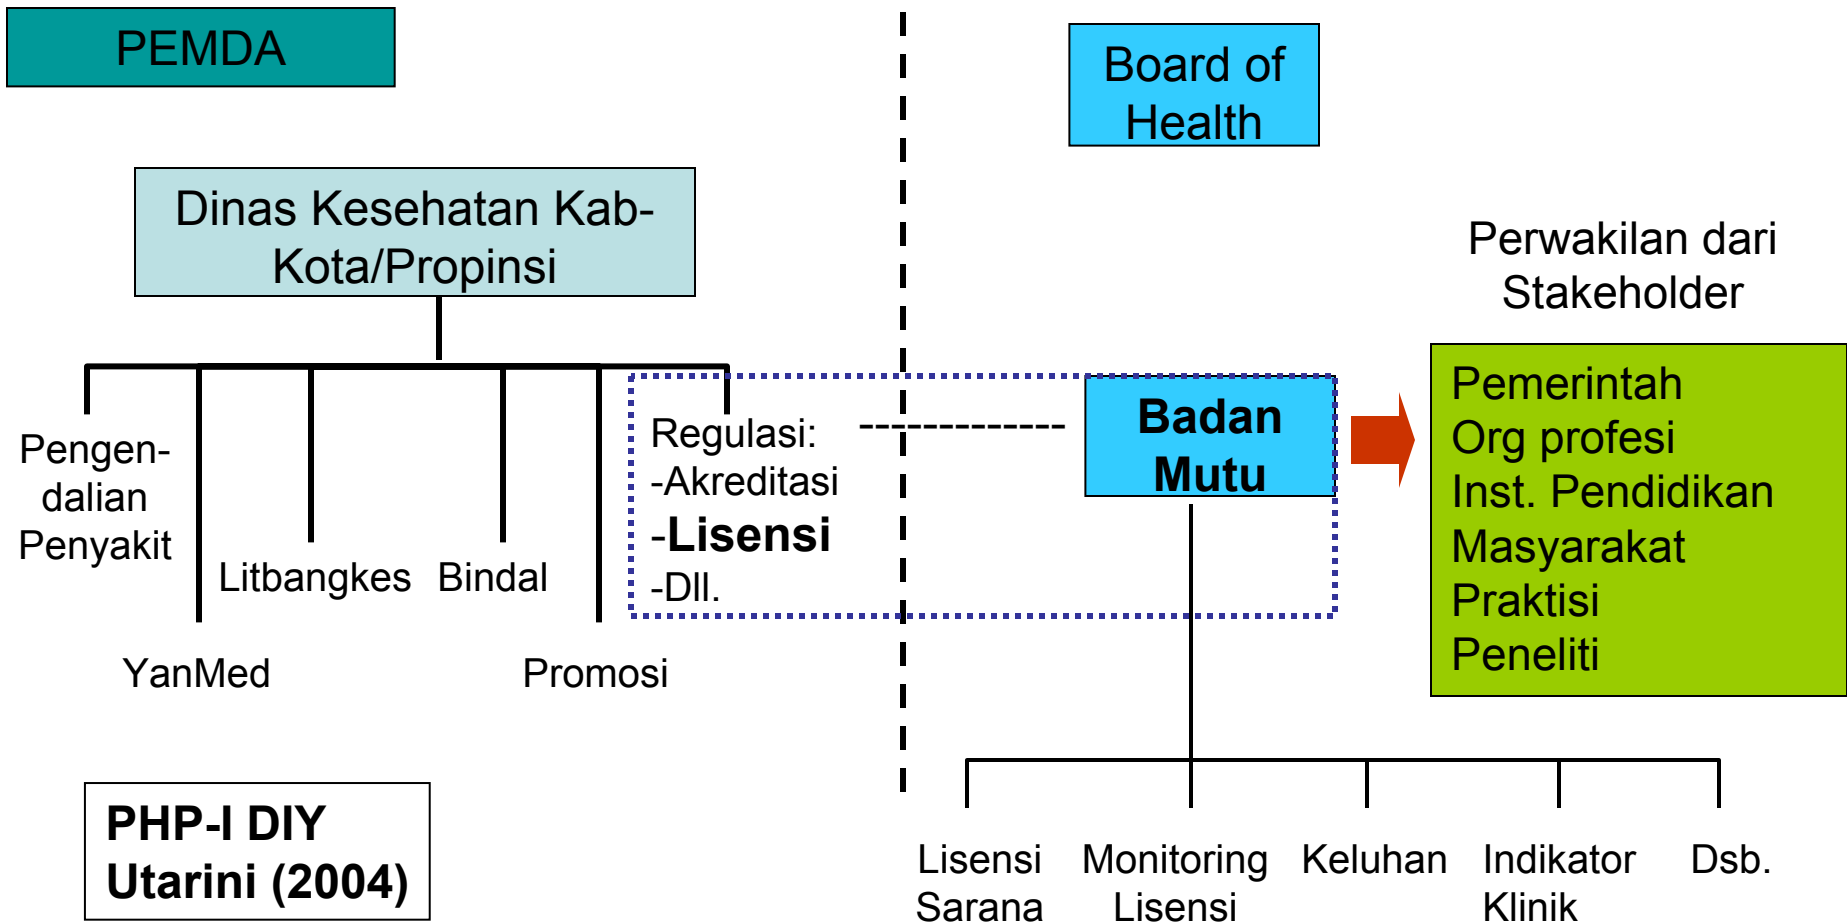 PEMDA
Board of
Health
Dinas Kesehatan Kab-
Kota/Propinsi
Perwakilan dari
Stakeholder
Pengen-
dalian
Penyakit
YanMed
Litbangkes
Bindal
Promosi
Regulasi:
-Akreditasi
-Lisensi
-Dll.
Badan
Mutu
Pemerintah
Org profesi
Inst. Pendidikan
Masyarakat
Praktisi
Peneliti
Lisensi
Sarana
Monitoring
Lisensi
Keluhan
Indikator
Klinik
Dsb.
PHP-I DIY
Utarini (2004)